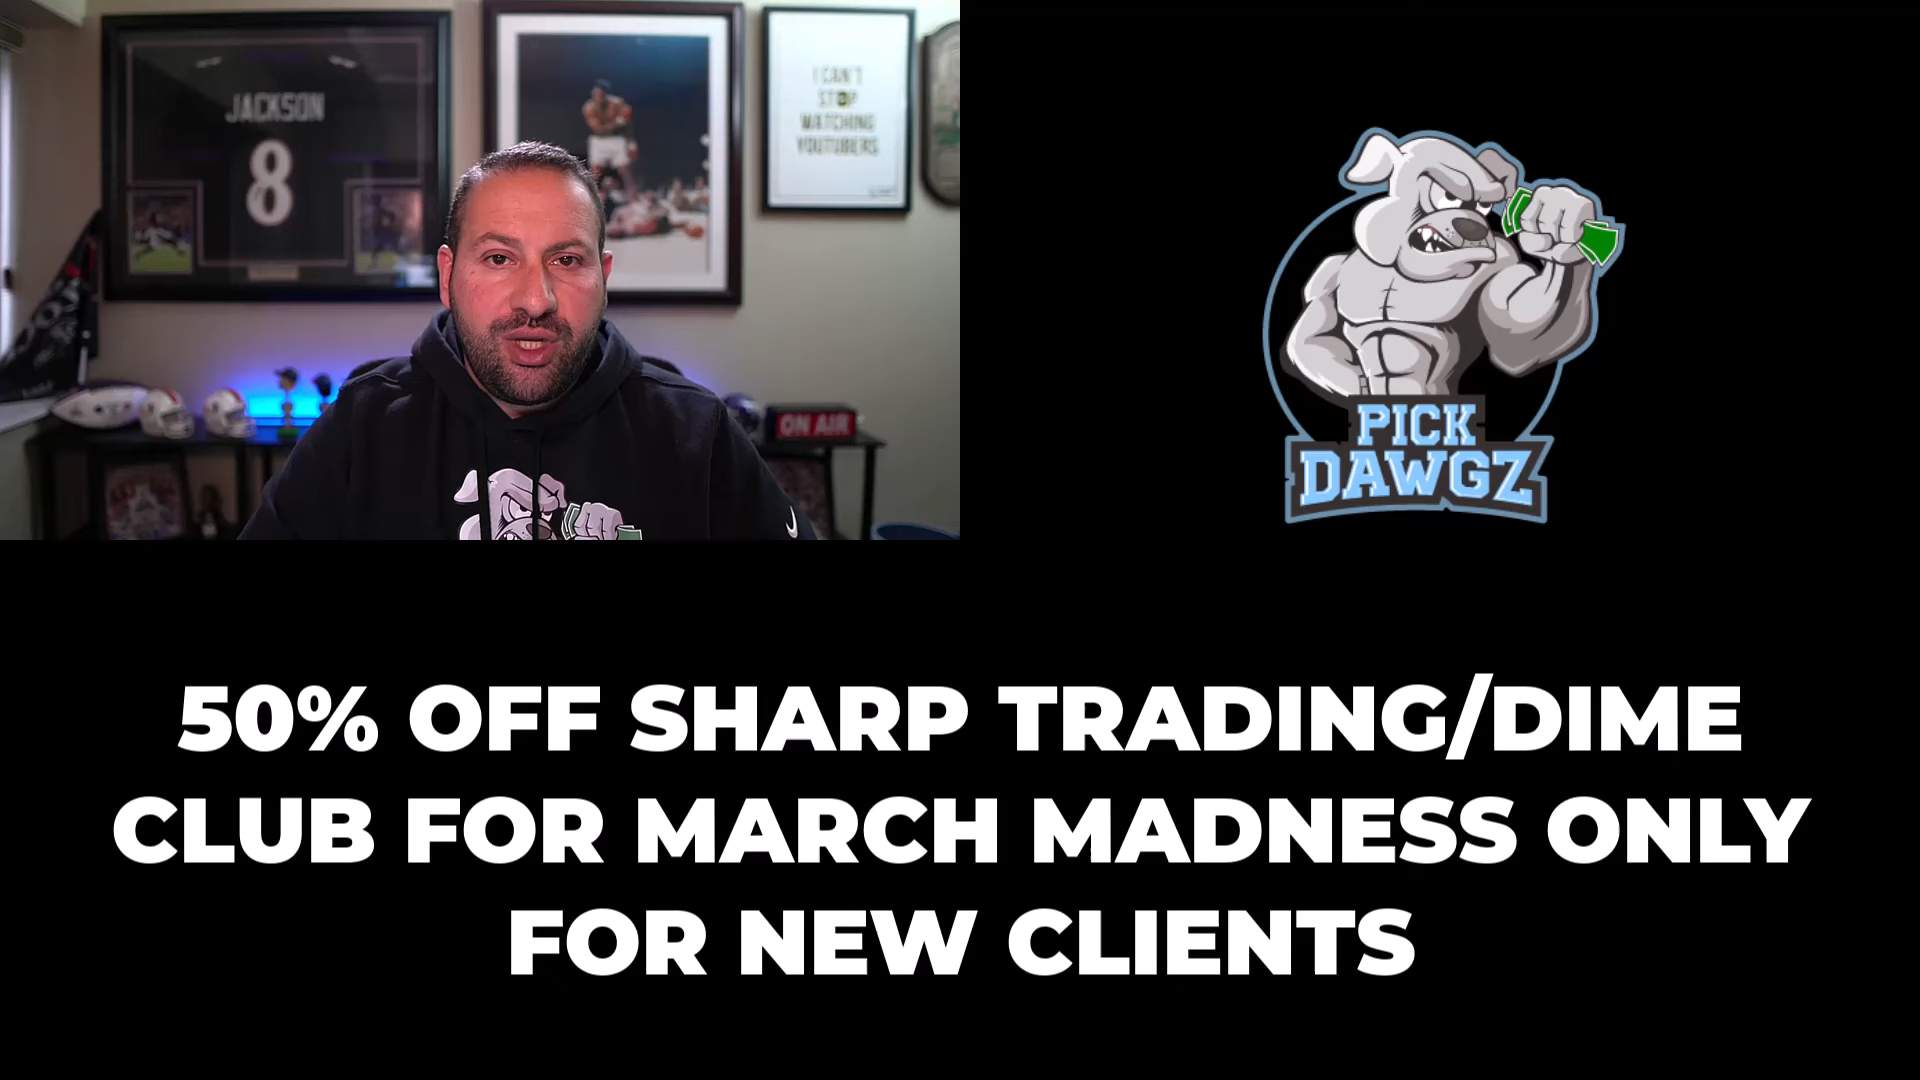 JACKSON
8
I CAN'T
STOP
WATCHING
YOUTUBERS
ON AIR
PICK
DAWGZ
50% OFF SHARP TRADING/DIME
CLUB FOR MARCH MADNESS ONLY
FOR NEW CLIENTS